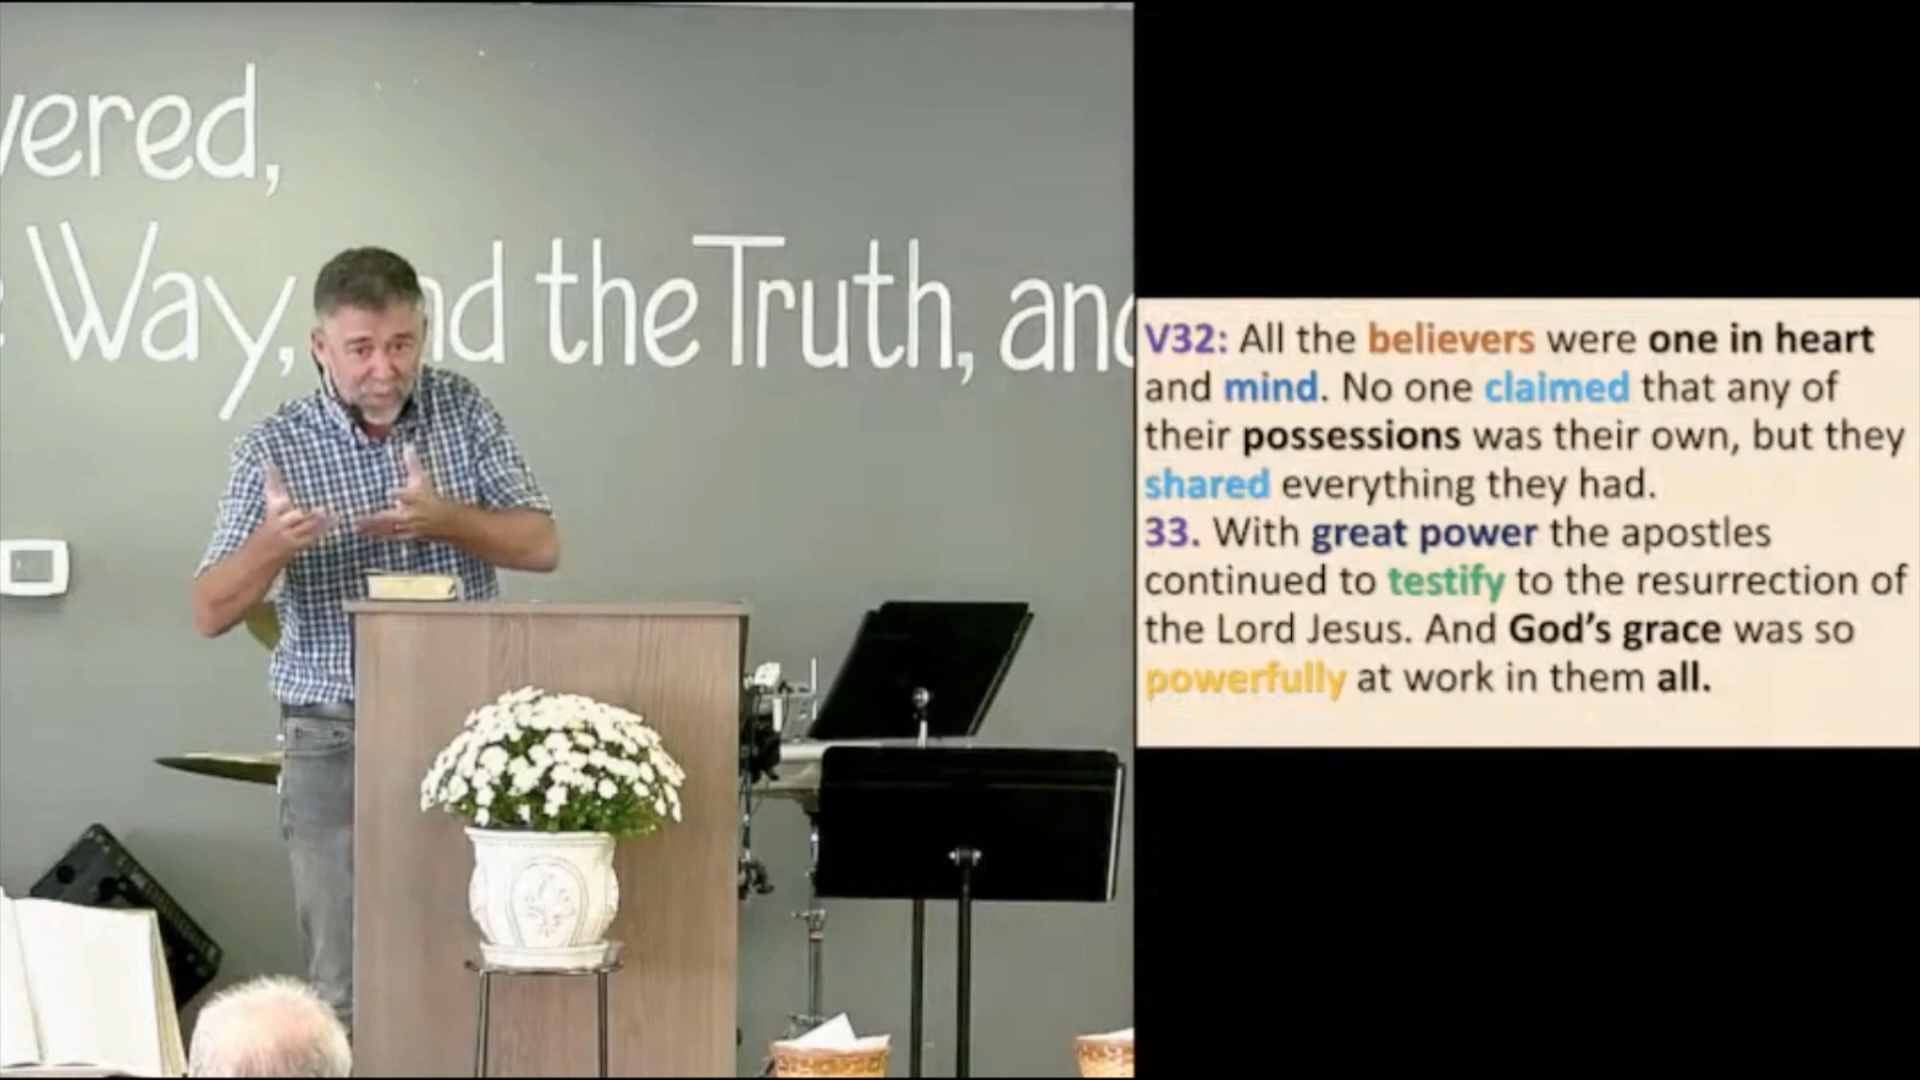 vered,
Way, and the Truth, and
V32: All the believers were one in heart
and mind. No one claimed that any of
their possessions was their own, but they
shared everything they had.
33. With great power the apostles
continued to testify to the resurrection of
the Lord Jesus. And God's grace was so
powerfully at work in them all.